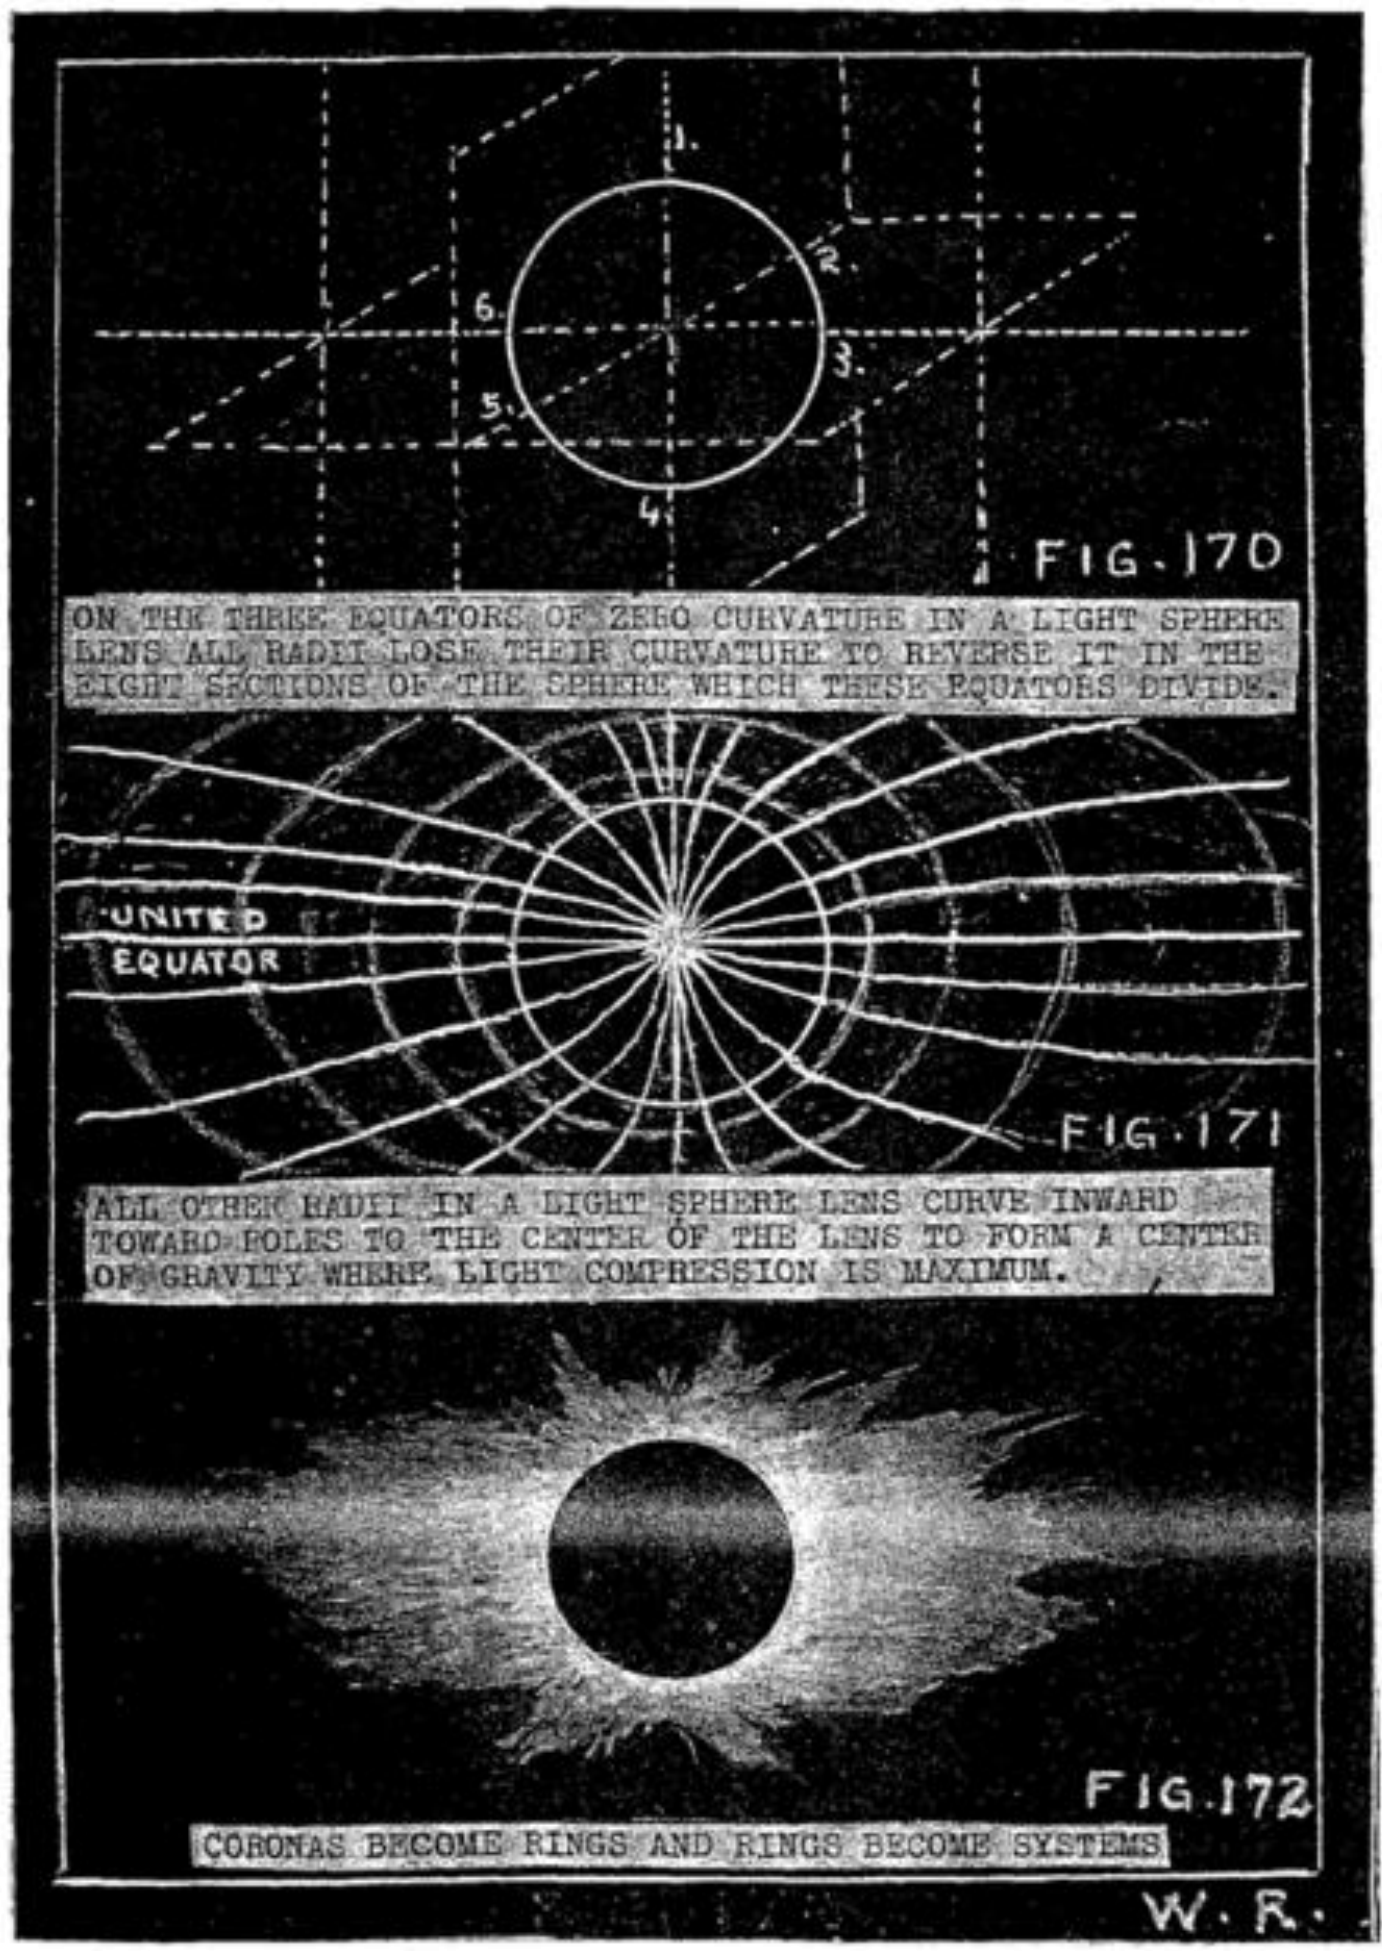 1.
2.
6.
3.
5.
4.
FIG. 170
ON THE THREE EQUATORS OF ZERO CURVATURE IN A LIGHT SPHERE
LENS ALL RADII LOSE THEIR CURVATURE TO REVERSE IT IN THE
EIGHT SECTIONS OF THE SPHERE WHICH THESE EQUATORS DIVIDE.
UNITED
EQUATOR
FIG. 171
ALL OTHER RADII IN A LIGHT SPHERE LENS CURVE INWARD
TOWARD POLES TO THE CENTER OF THE LENS TO FORM A CENTER
OF GRAVITY WHERE LIGHT COMPRESSION IS MAXIMUM.
FIG. 172
CORONAS BECOME RINGS AND RINGS BECOME SYSTEMS
W. R.